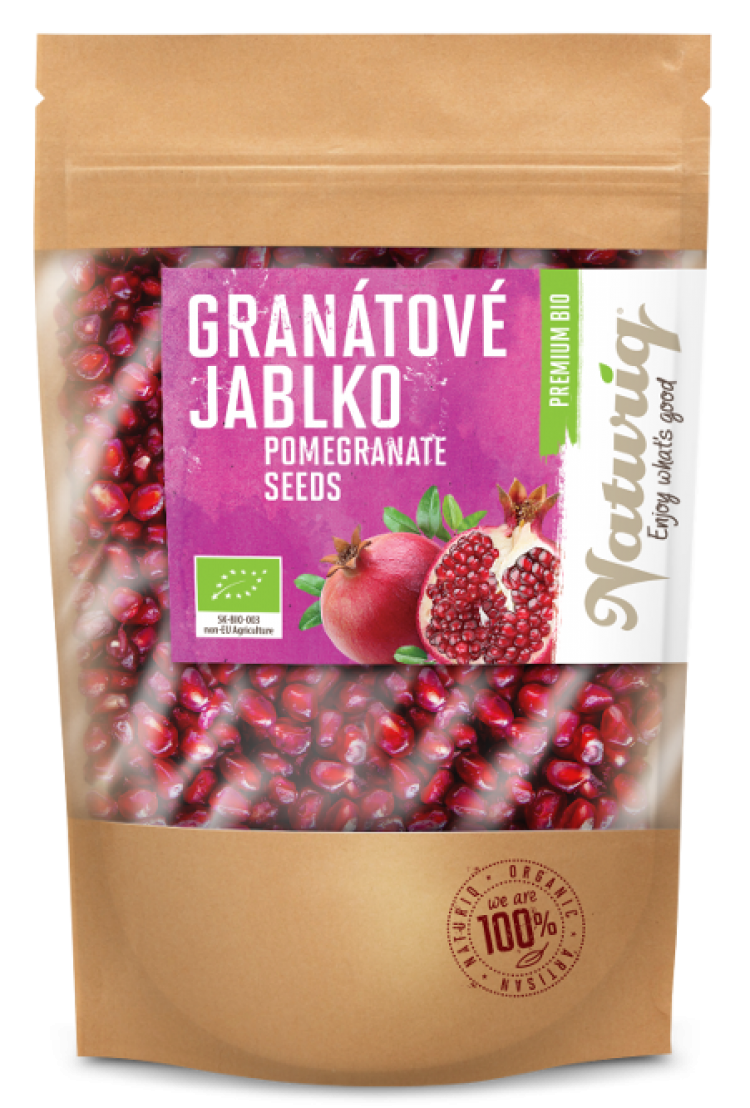 GRANÁTOVÉ
JABLKO
POMEGRANATE
SEEDS
PREMIUM BIO
Naturiq®
Enjoy what's good
SK-BIO-003
non-EU Agriculture
NATURIQ * ORGANIC * ARTISAN *
we are
100%